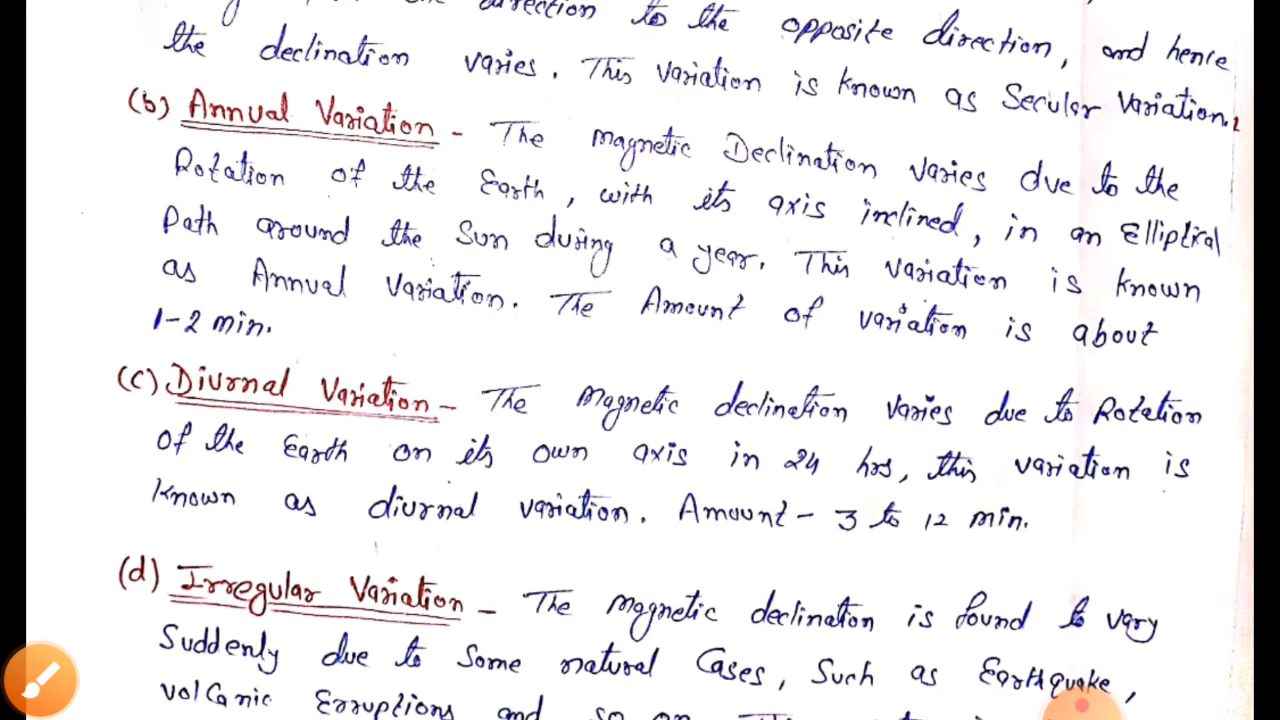 direction to the opposite direction, and hence
the declination varies. This variation is known as Secular Variation.
(b) Annual Variation - The Magnetic Declination varies due to the
Rotation of the Earth, with its axis inclined, in an Elliptical
Path around the Sun during a year. This variation is known
as Annual Variation. The Amount of variation is about
1-2 min.
(c) Diurnal Variation - The Magnetic declination varies due to Rotation
of the Earth on its own axis in 24 hrs, this variation is
known as diurnal variation. Amount - 3 to 12 min.
(d) Irregular Variation - The Magnetic declination is found to vary
Suddenly due to Some natural Cases, Such as Earthquake,
volcanic Erruptions and so on